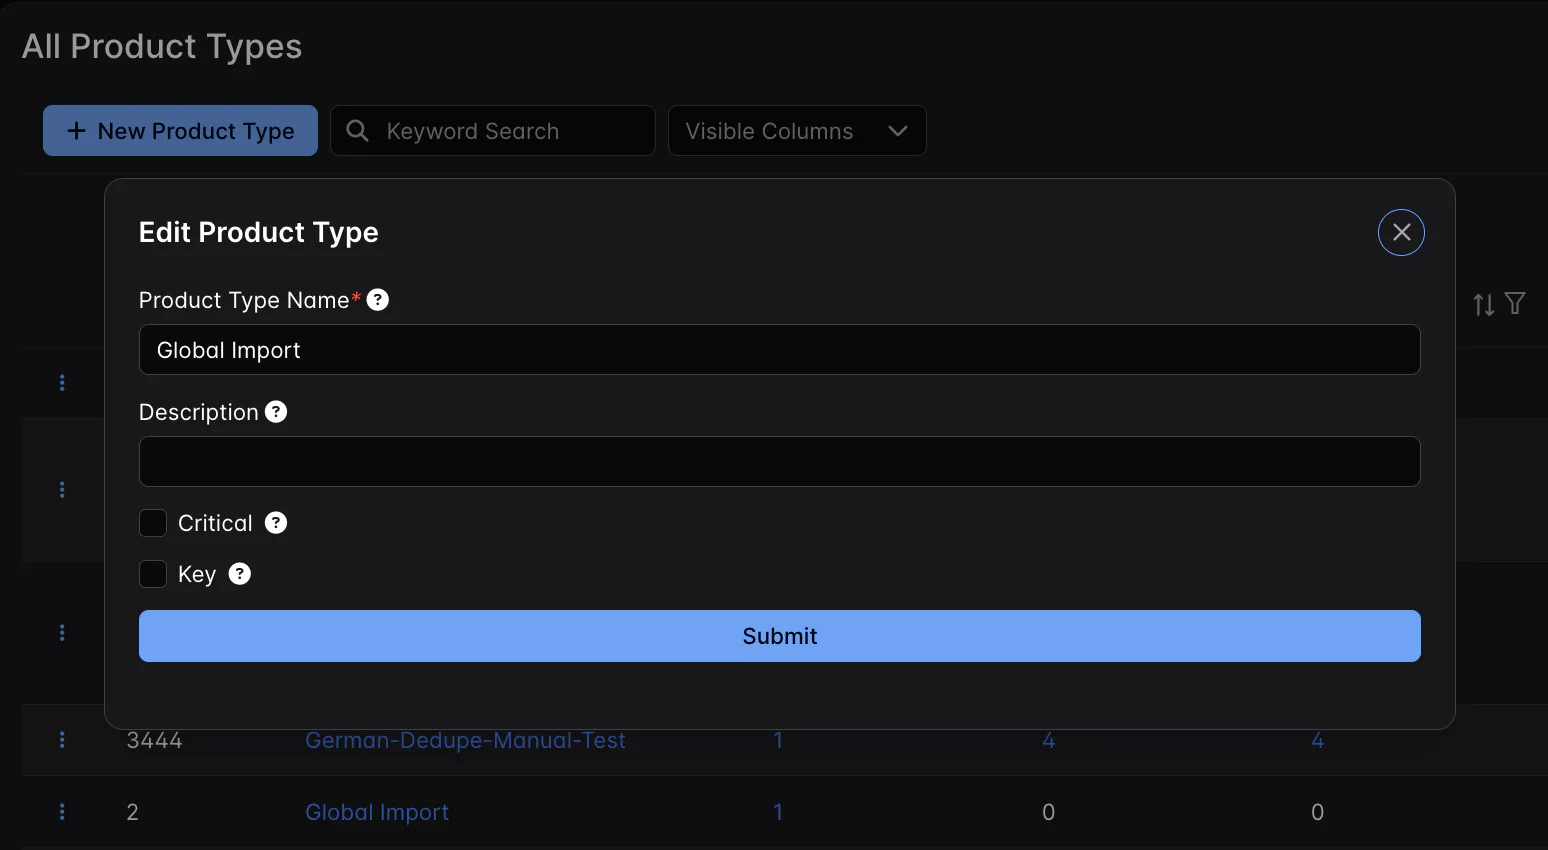 All Product Types
+ New Product Type Keyword Search Visible Columns
Edit Product Type
Product Type Name* ?
Global Import
Description ?
Critical ?
Key ?
Submit
3444 German-Dedupe-Manual-Test 1 4 4
2 Global Import 1 0 0